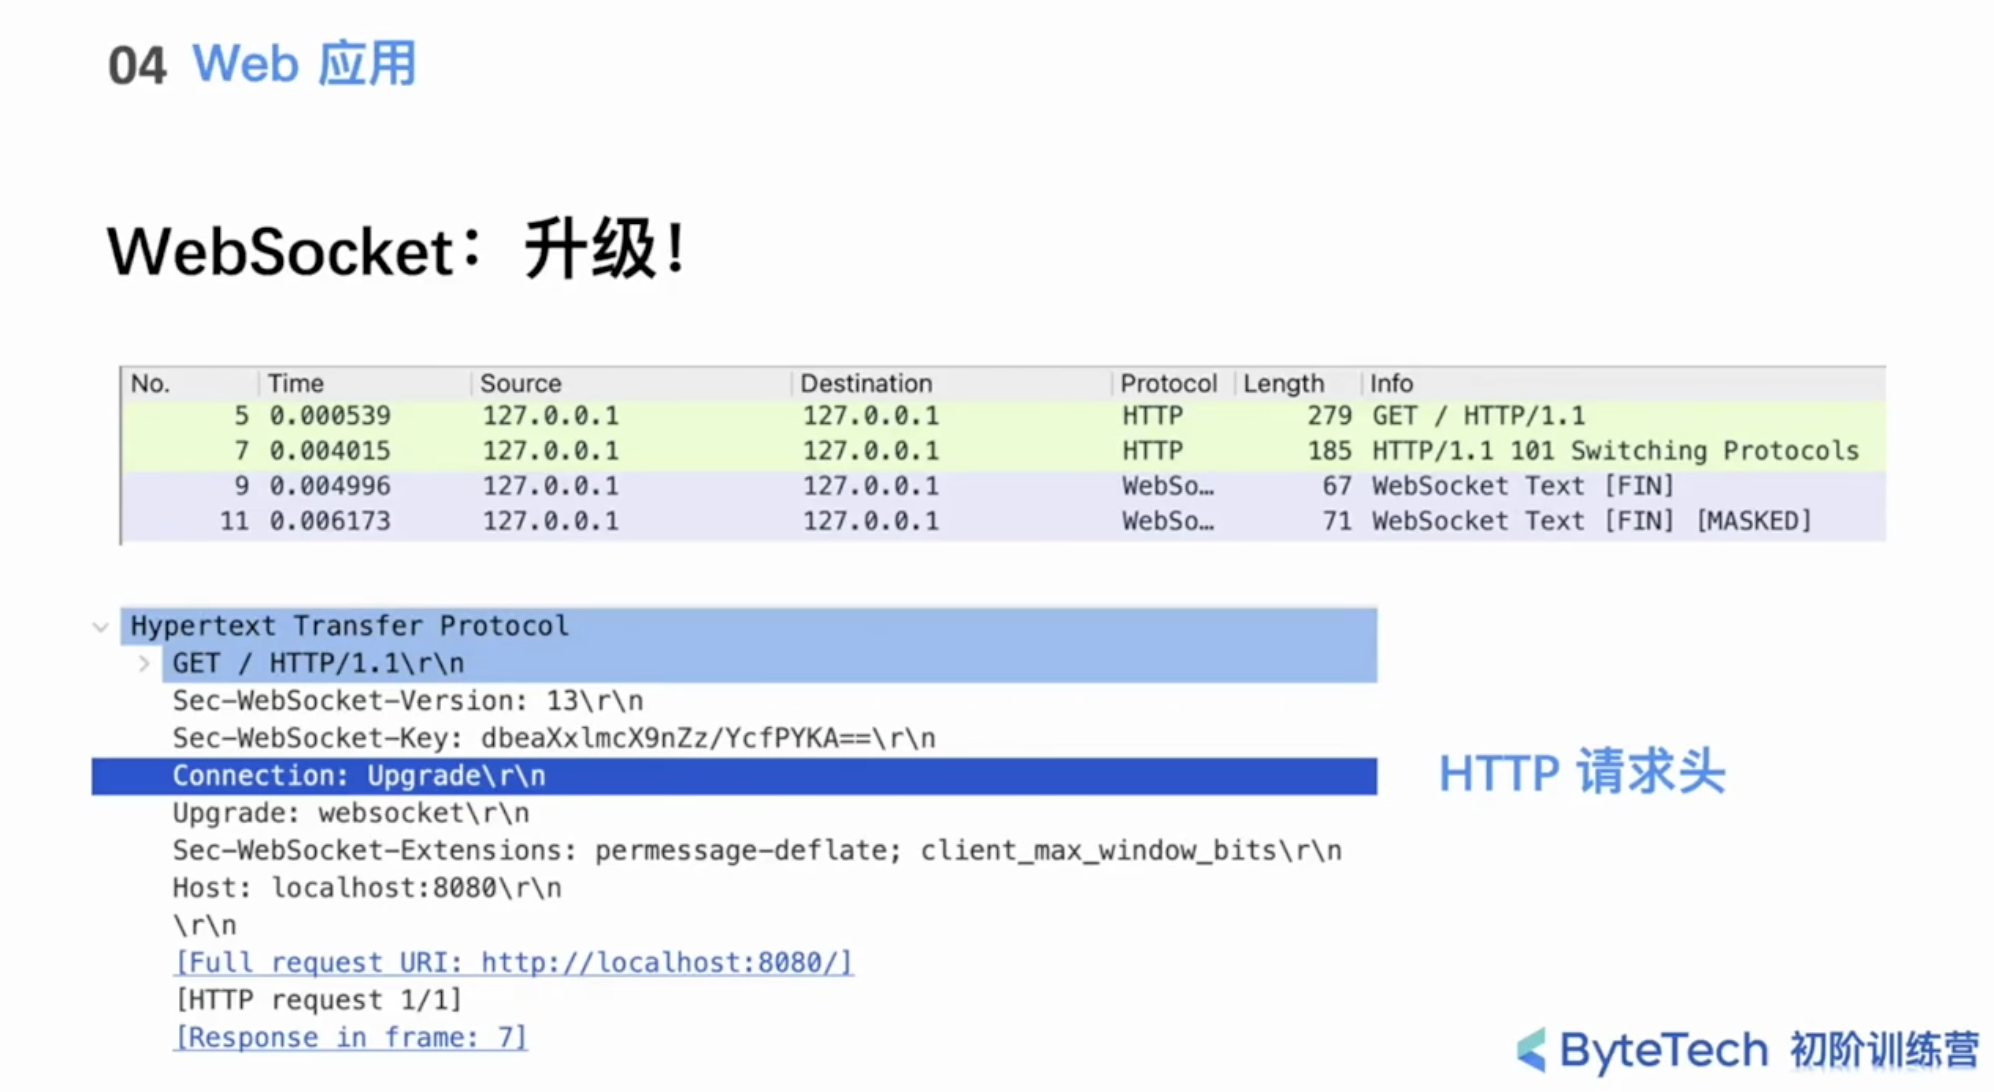 04 Web 应用
WebSocket：升级！
No. Time Source Destination Protocol Length Info
5 0.000539 127.0.0.1 127.0.0.1 HTTP 279 GET / HTTP/1.1
7 0.004015 127.0.0.1 127.0.0.1 HTTP 185 HTTP/1.1 101 Switching Protocols
9 0.004996 127.0.0.1 127.0.0.1 WebSo… 67 WebSocket Text [FIN]
11 0.006173 127.0.0.1 127.0.0.1 WebSo… 71 WebSocket Text [FIN] [MASKED]
Hypertext Transfer Protocol
GET / HTTP/1.1\r\n
Sec-WebSocket-Version: 13\r\n
Sec-WebSocket-Key: dbeaXxlmcX9nZz/YcfPYKA==\r\n
Connection: Upgrade\r\n
Upgrade: websocket\r\n
Sec-WebSocket-Extensions: permessage-deflate; client_max_window_bits\r\n
Host: localhost:8080\r\n
\r\n
[Full request URI: http://localhost:8080/]
[HTTP request 1/1]
[Response in frame: 7]
HTTP 请求头
ByteTech 初阶训练营